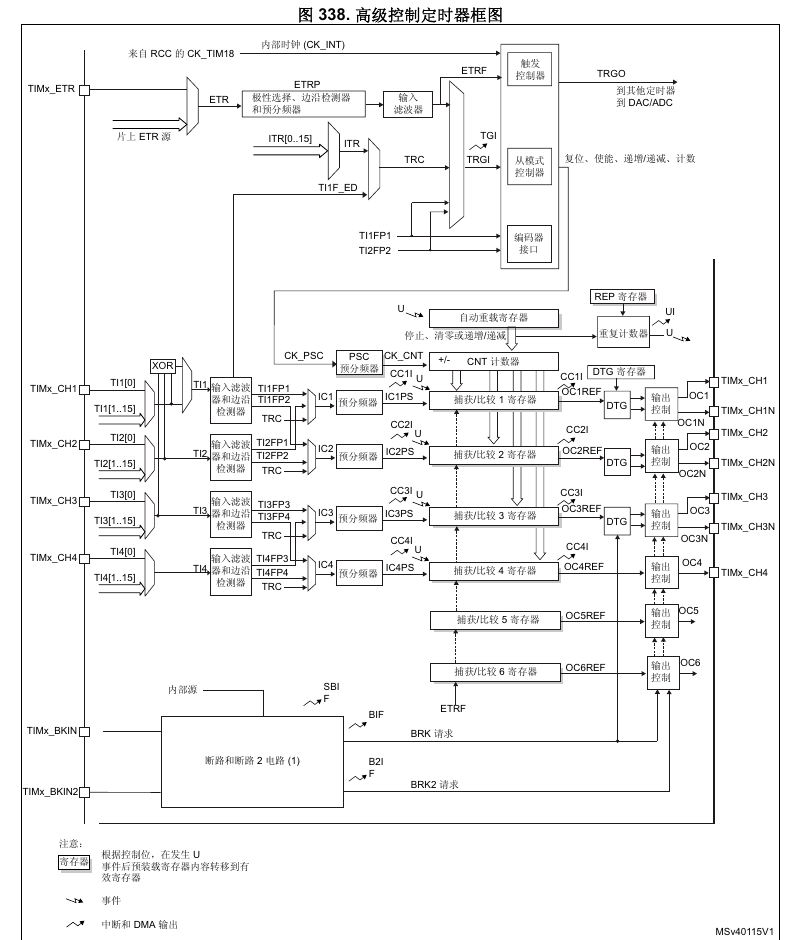 图 338. 高级控制定时器框图
内部时钟 (CK_INT)
来自 RCC 的 CK_TIM18
触发
控制器
TRGO
到其他定时器
到 DAC/ADC
TIMx_ETR
ETR
ETRP
极性选择、边沿检测器
和预分频器
输入
滤波器
ETRF
片上 ETR 源
ITR[0..15]
ITR
TRC
TI1F_ED
TGI
TRGI
从模式
控制器
复位、使能、递增/递减、计数
TI1FP1
TI2FP2
编码器
接口
REP 寄存器
U
自动重载寄存器
UI
重复计数器
U
停止、清零或递增/递减
CK_PSC
PSC
预分频器
CK_CNT
+/-
CNT 计数器
DTG 寄存器
XOR
TIMx_CH1
TI1[0]
TI1[1..15]
TI1
输入滤波
器和边沿
检测器
TI1FP1
TI1FP2
TRC
IC1
预分频器
CC1I
U
IC1PS
捕获/比较 1 寄存器
CC1I
OC1REF
DTG
输出
控制
OC1
TIMx_CH1
OC1N
TIMx_CH1N
TIMx_CH2
TI2[0]
TI2[1..15]
TI2
输入滤波
器和边沿
检测器
TI2FP1
TI2FP2
TRC
IC2
预分频器
CC2I
U
IC2PS
捕获/比较 2 寄存器
CC2I
OC2REF
DTG
输出
控制
OC2
TIMx_CH2
OC2N
TIMx_CH2N
TIMx_CH3
TI3[0]
TI3[1..15]
TI3
输入滤波
器和边沿
检测器
TI3FP3
TI3FP4
TRC
IC3
预分频器
CC3I
U
IC3PS
捕获/比较 3 寄存器
CC3I
OC3REF
DTG
输出
控制
OC3
TIMx_CH3
OC3N
TIMx_CH3N
TIMx_CH4
TI4[0]
TI4[1..15]
TI4
输入滤波
器和边沿
检测器
TI4FP3
TI4FP4
TRC
IC4
预分频器
CC4I
U
IC4PS
捕获/比较 4 寄存器
CC4I
OC4REF
输出
控制
OC4
TIMx_CH4
捕获/比较 5 寄存器
OC5REF
输出
控制
OC5
捕获/比较 6 寄存器
OC6REF
输出
控制
OC6
ETRF
内部源
SBI
F
TIMx_BKIN
BIF
BRK 请求
断路和断路 2 电路 (1)
B2I
F
TIMx_BKIN2
BRK2 请求
注意:
寄存器
根据控制位，在发生 U
事件后预装载寄存器内容转移到有
效寄存器
事件
中断和 DMA 输出
MSv40115V1